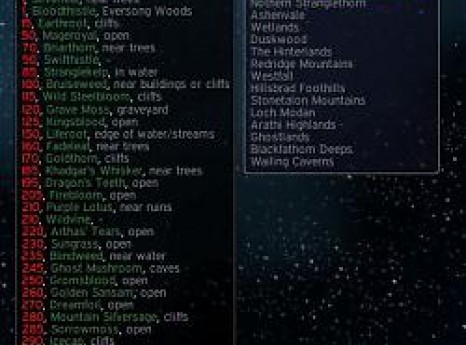 1, Bloodthistle, Eversong Woods
15, Earthroot, cliffs
50, Mageroyal, open
70, Briarthorn, near trees
50, Swiftthistle, -
85, Stranglekelp, in water
100, Bruiseweed, near buildings or cliffs
115, Wild Steelbloom, cliffs
120, Grave Moss, graveyard
125, Kingsblood, open
150, Liferoot, edge of water/streams
160, Fadeleaf, near trees
170, Goldthorn, cliffs
185, Khadgar's Whisker, near trees
195, Dragon's Teeth, open
205, Firebloom, open
210, Purple Lotus, near ruins
210, Wildvine, -
220, Arthas' Tears, open
230, Sungrass, open
235, Blindweed, near water
245, Ghost Mushroom, caves
250, Gromsblood, open
260, Golden Sansam, open
270, Dreamfoil, open
280, Mountain Silversage, cliffs
285, Sorrowmoss, open
290, Icecap, cliffs
Nothern Stranglethorn
Ashenvale
Wetlands
Duskwood
The Hinterlands
Redridge Mountains
Westfall
Hillsbrad Foothills
Stonetalon Mountains
Loch Modan
Arathi Highlands -
Ghostlands
Blackfathom Deeps
Wailing Caverns